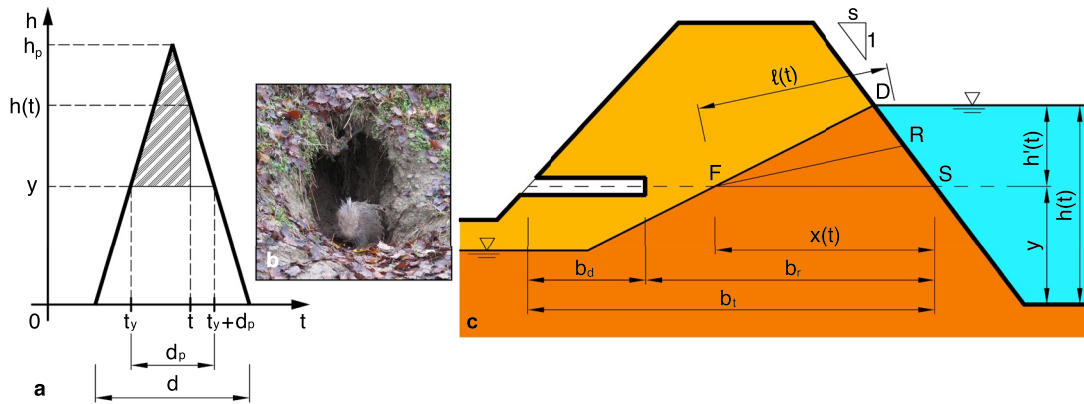 h
hp
h(t)
y
0
ty
t
ty+dp
t
dp
d
a
b
s
1
ℓ(t)
D
R
F
S
h'(t)
h(t)
x(t)
y
bd
br
bt
c